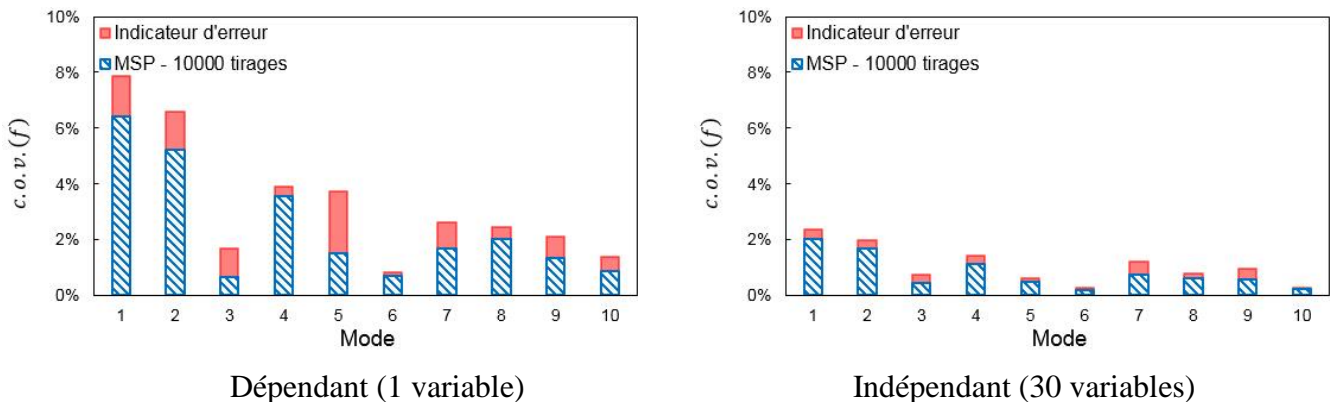 10%
8%
6%
4%
2%
0%
c.o.v.(f)
Indicateur d'erreur
MSP - 10000 tirages
1 2 3 4 5 6 7 8 9 10
Mode
Dépendant (1 variable)
10%
8%
6%
4%
2%
0%
c.o.v.(f)
Indicateur d'erreur
MSP - 10000 tirages
1 2 3 4 5 6 7 8 9 10
Mode
Indépendant (30 variables)